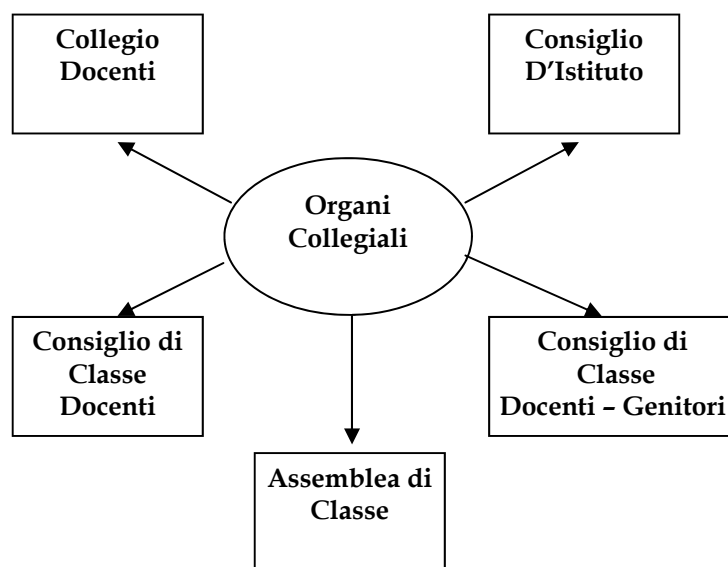 Collegio
Docenti
Consiglio
D'Istituto
Organi
Collegiali
Consiglio di
Classe
Docenti
Consiglio di
Classe
Docenti – Genitori
Assemblea di
Classe